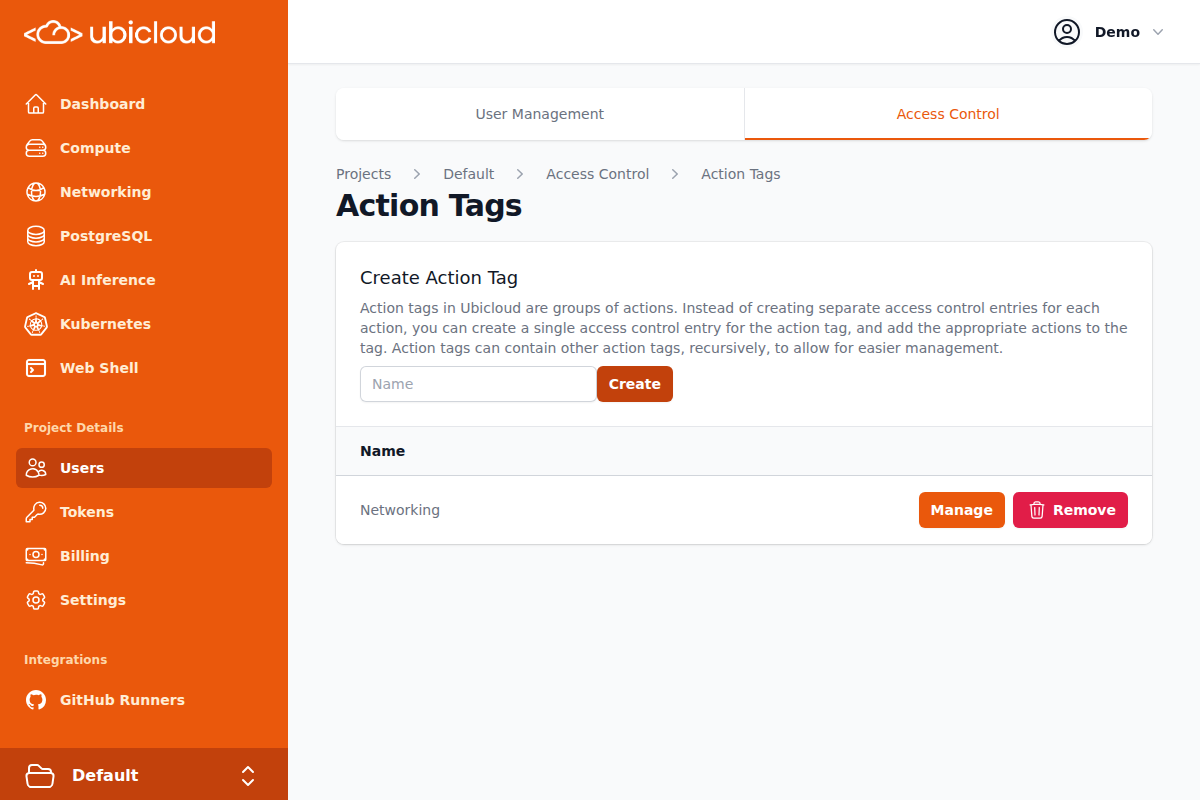 ubicloud
Demo
Dashboard
Compute
Networking
PostgreSQL
AI Inference
Kubernetes
Web Shell
Project Details
Users
Tokens
Billing
Settings
Integrations
GitHub Runners
Default
User Management
Access Control
Projects > Default > Access Control > Action Tags
Action Tags
Create Action Tag
Action tags in Ubicloud are groups of actions. Instead of creating separate access control entries for each
action, you can create a single access control entry for the action tag, and add the appropriate actions to the
tag. Action tags can contain other action tags, recursively, to allow for easier management.
Name
Create
Name
Networking
Manage
Remove